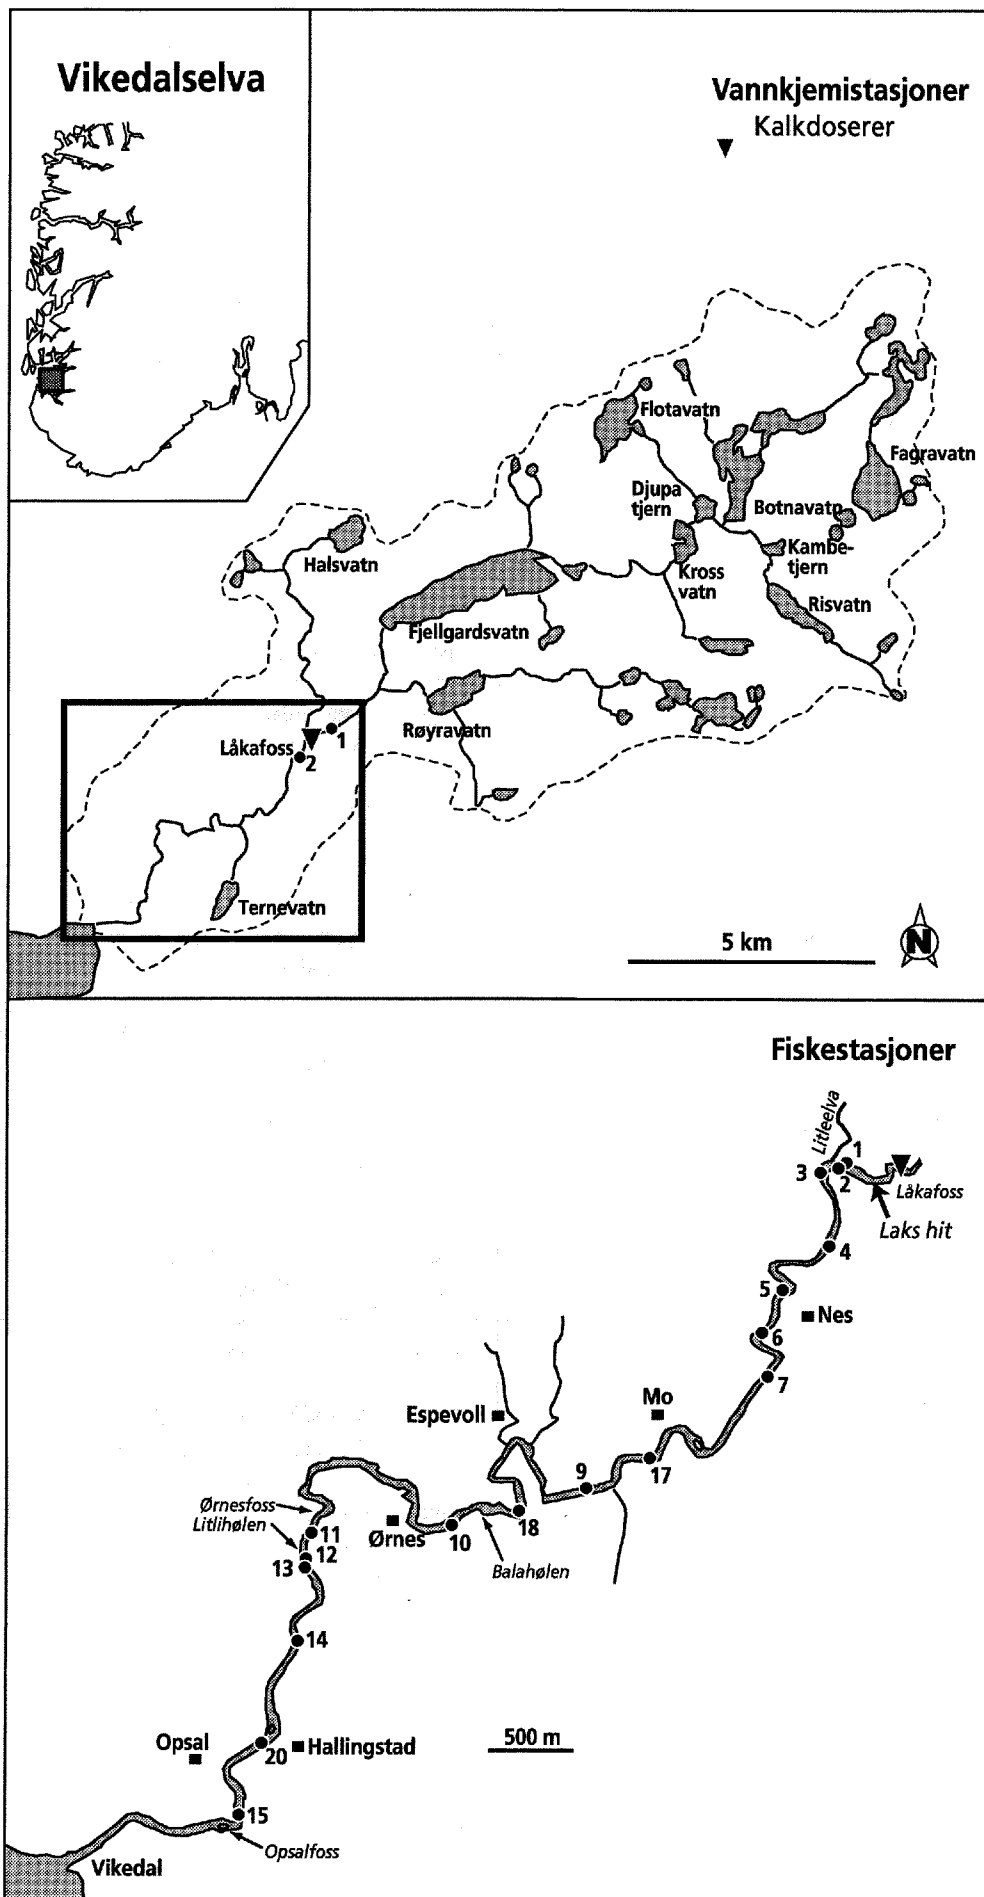 Vikedalselva
Vannkjemistasjoner
Kalkdoserer
Flotavatn
Fagravatn
Djupa
tjern
Botnavatn
Halsvatn
Kambe-
tjern
Kross
vatn
Risvatn
Fjellgardsvatn
Røyravatn
1
Låkafoss
2
Ternevatn
5 km
N
Fiskestasjoner
Litleelva
1
3
2
Låkafoss
Laks hit
4
5
Nes
6
7
Mo
Espevoll
17
9
Ørnesfoss
Litlihølen
18
11
Ørnes
10
12
13
Balahølen
14
Opsal
20
Hallingstad
500 m
15
Opsalfoss
Vikedal